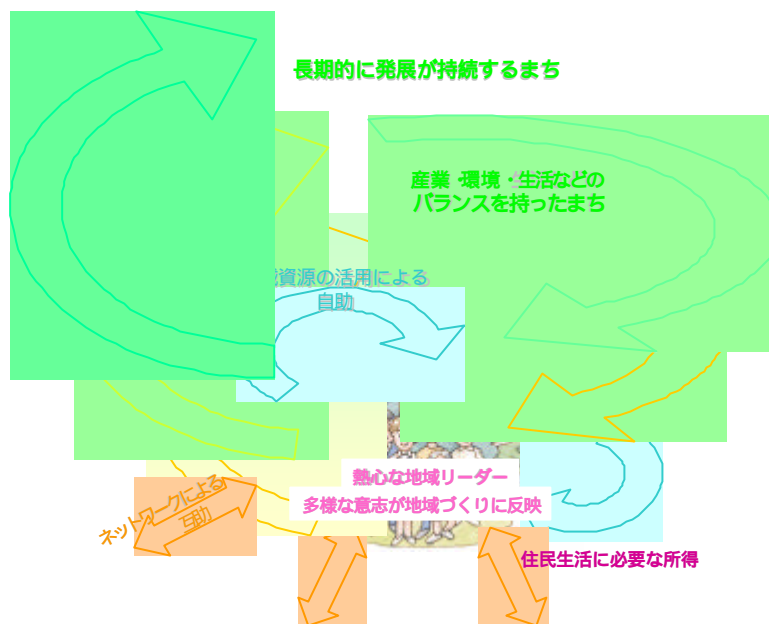 長期的に発展が持続するまち
産業・環境・生活などの
バランスを持ったまち
資源の活用による
自助
熱心な地域リーダー
多様な意志が地域づくりに反映
ネットワークによる
互助
住民生活に必要な所得